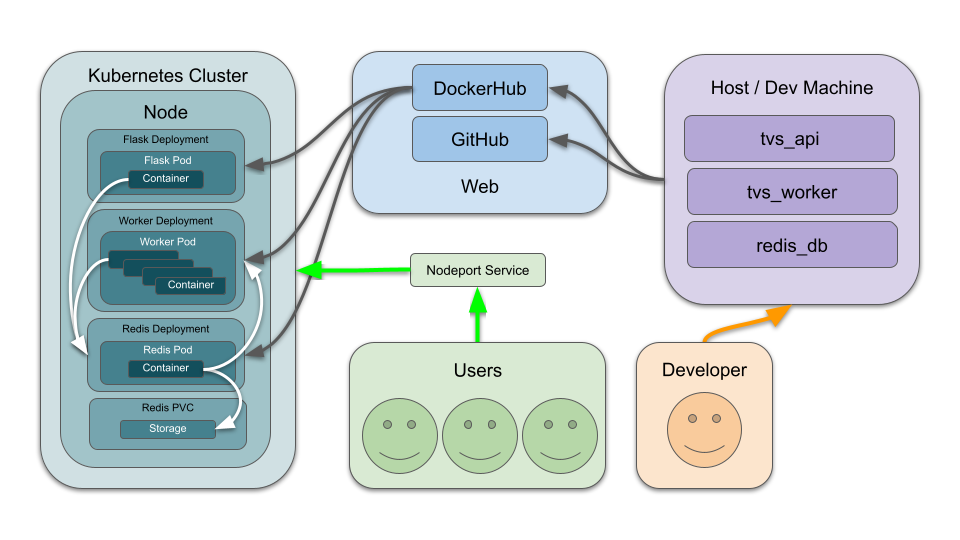 Kubernetes Cluster
Node
Flask Deployment
Flask Pod
Container
Worker Deployment
Worker Pod
Container
Redis Deployment
Redis Pod
Container
Redis PVC
Storage
DockerHub
GitHub
Web
Nodeport Service
Users
Host / Dev Machine
tvs_api
tvs_worker
redis_db
Developer